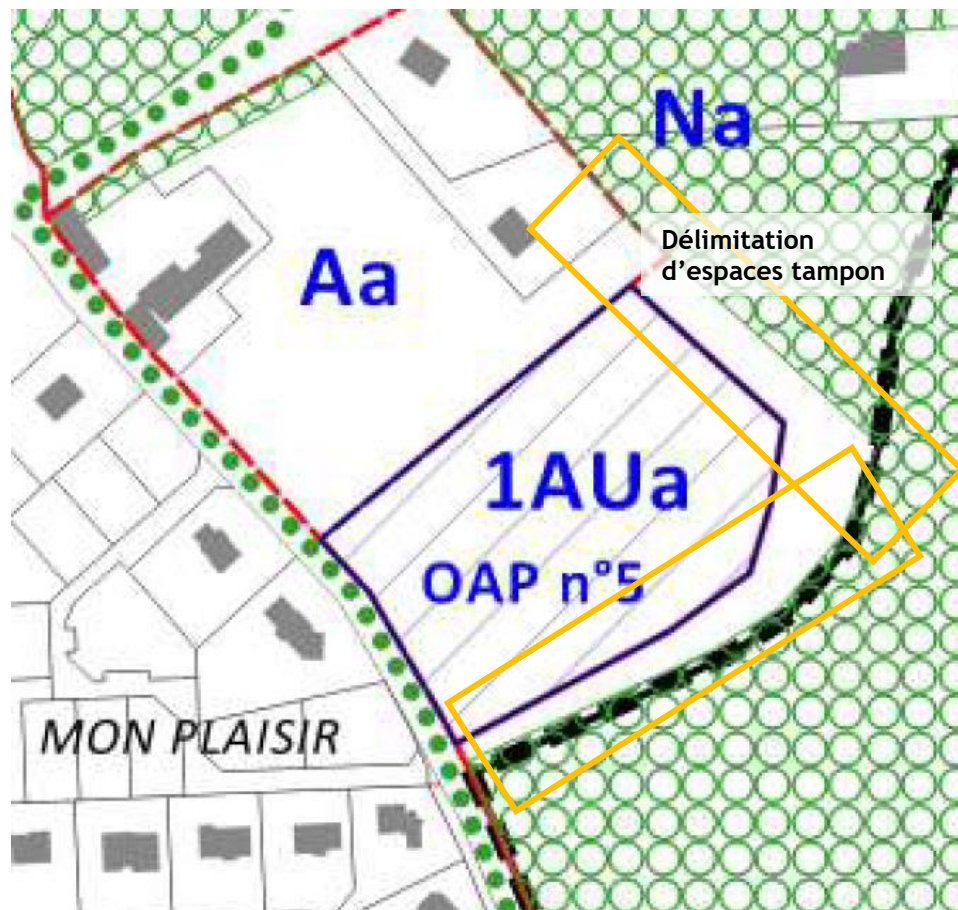 Na
Délimitation
d’espaces tampon
Aa
1AUa
OAP n°5
MON PLAISIR